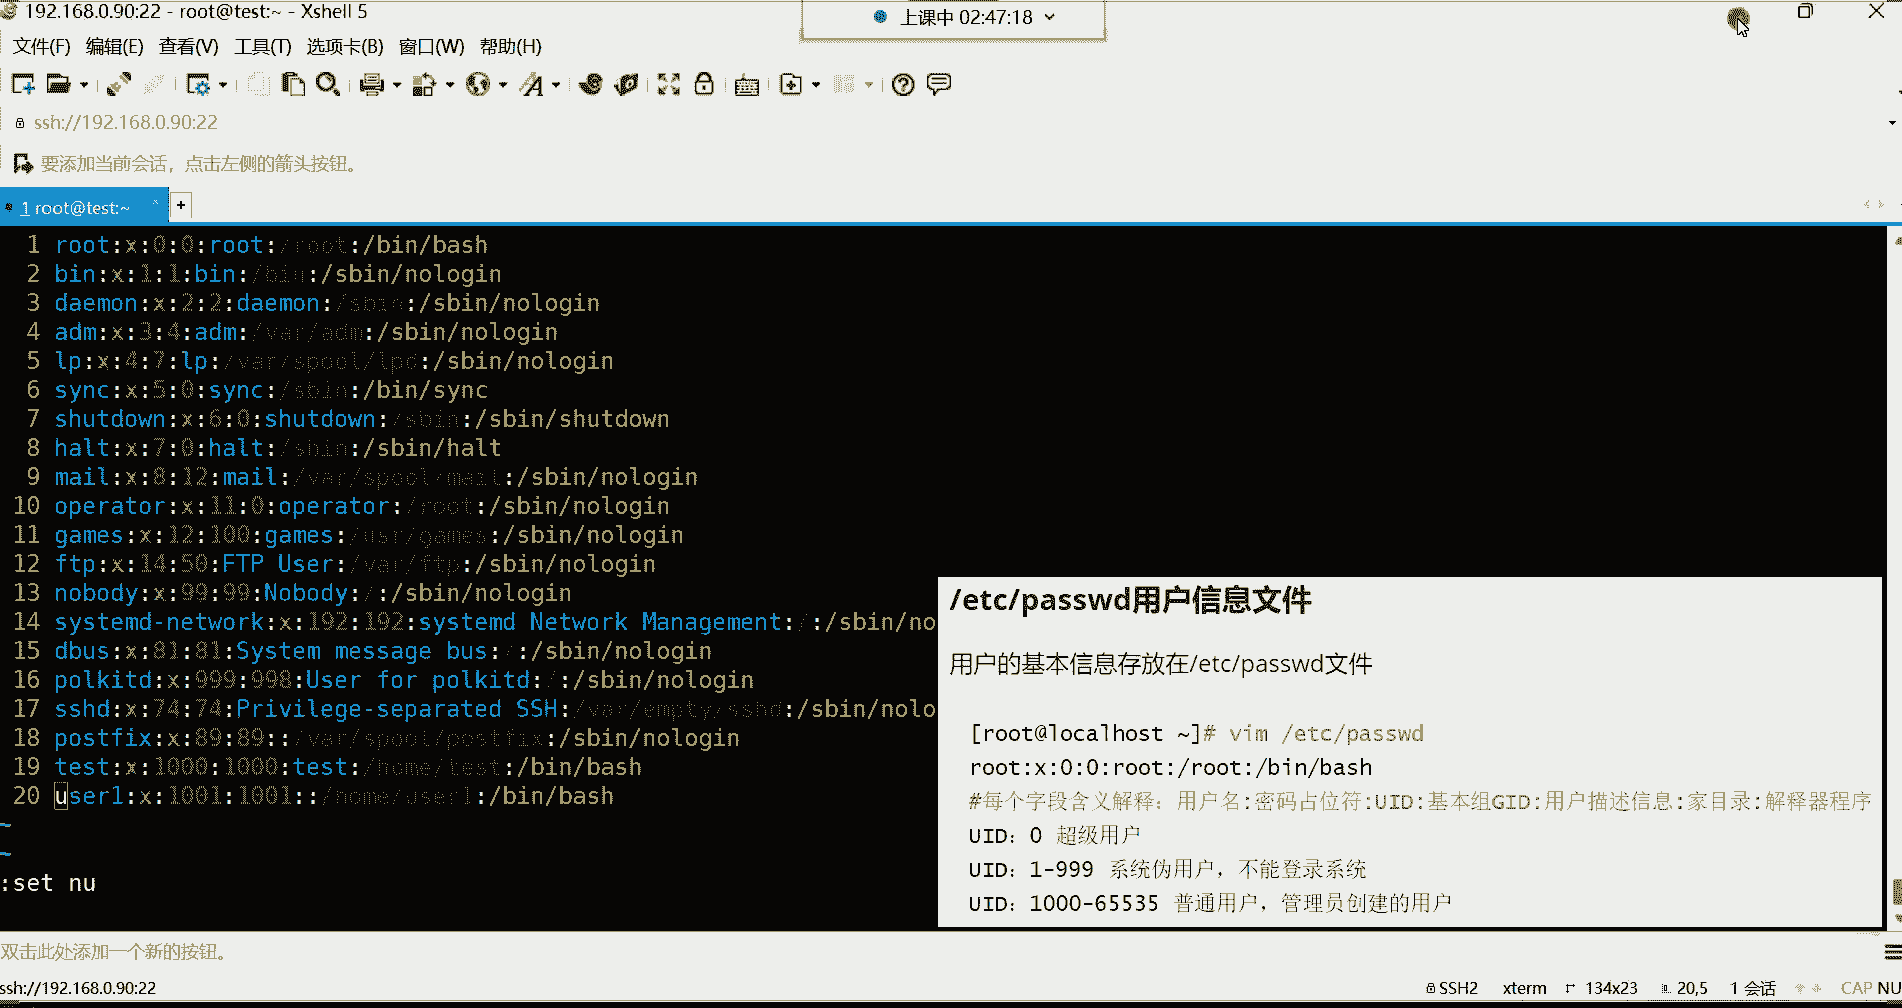 192.168.0.90:22 - root@test:~ - Xshell 5
上课中 02:47:18
文件(F) 编辑(E) 查看(V) 工具(T) 选项卡(B) 窗口(W) 帮助(H)
ssh://192.168.0.90:22
要添加当前会话，点击左侧的箭头按钮。
1 root@test:~
1 root:x:0:0:root:/root:/bin/bash
2 bin:x:1:1:bin:/bin:/sbin/nologin
3 daemon:x:2:2:daemon:/sbin:/sbin/nologin
4 adm:x:3:4:adm:/var/adm:/sbin/nologin
5 lp:x:4:7:lp:/var/spool/lpd:/sbin/nologin
6 sync:x:5:0:sync:/sbin:/bin/sync
7 shutdown:x:6:0:shutdown:/sbin:/sbin/shutdown
8 halt:x:7:0:halt:/sbin:/sbin/halt
9 mail:x:8:12:mail:/var/spool/mail:/sbin/nologin
10 operator:x:11:0:operator:/root:/sbin/nologin
11 games:x:12:100:games:/usr/games:/sbin/nologin
12 ftp:x:14:50:FTP User:/var/ftp:/sbin/nologin
13 nobody:x:99:99:Nobody:/:/sbin/nologin
14 systemd-network:x:192:192:systemd Network Management:/:/sbin/no
15 dbus:x:81:81:System message bus:/:/sbin/nologin
16 polkitd:x:999:998:User for polkitd:/:/sbin/nologin
17 sshd:x:74:74:Privilege-separated SSH:/var/empty/sshd:/sbin/nolo
18 postfix:x:89:89::/var/spool/postfix:/sbin/nologin
19 test:x:1000:1000:test:/home/test:/bin/bash
20 user1:x:1001:1001::/home/user1:/bin/bash
~
~
:set nu
/etc/passwd用户信息文件
用户的基本信息存放在/etc/passwd文件
[root@localhost ~]# vim /etc/passwd
root:x:0:0:root:/root:/bin/bash
#每个字段含义解释：用户名:密码占位符:UID:基本组GID:用户描述信息:家目录:解释器程序
UID：0 超级用户
UID：1-999 系统伪用户，不能登录系统
UID：1000-65535 普通用户，管理员创建的用户
双击此处添加一个新的按钮。
ssh://192.168.0.90:22 SSH2 xterm 134x23 20,5 1 会话 CAP NU